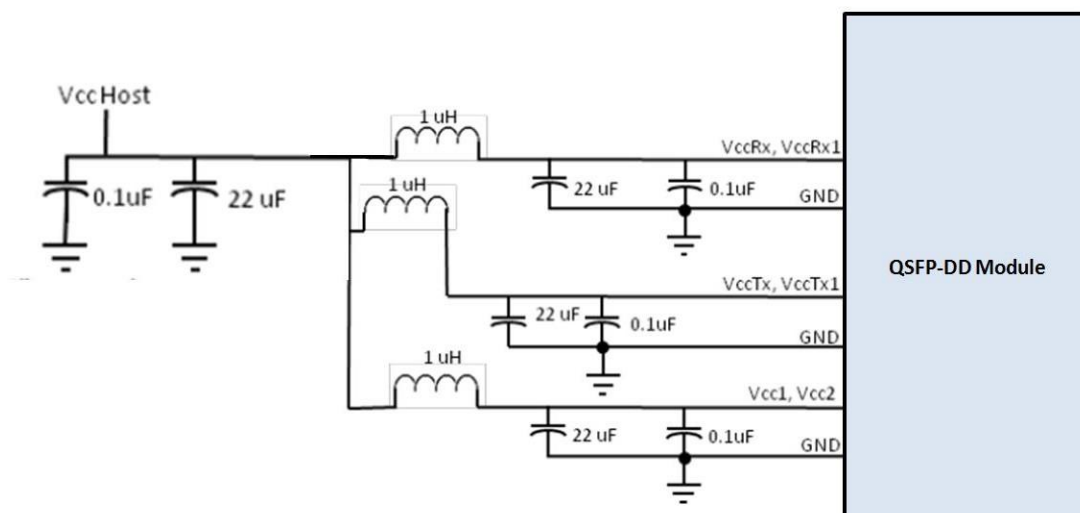 VccHost
0.1uF
22 uF
1 uH
VccRx, VccRx1
22 uF
0.1uF
GND
1 uH
VccTx, VccTx1
22 uF
0.1uF
GND
1 uH
Vcc1, Vcc2
22 uF
0.1uF
GND
QSFP-DD Module